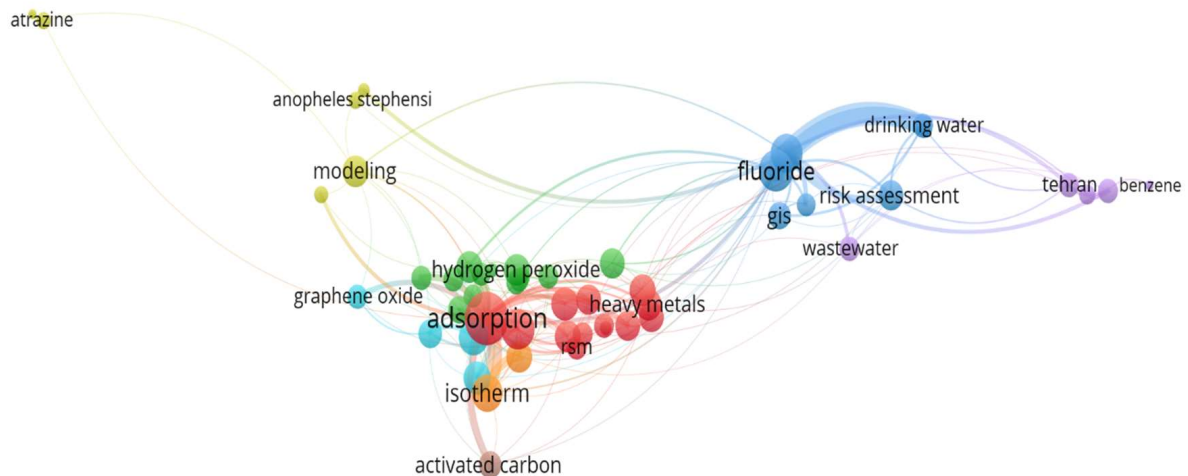 atrazine
anopheles stephensi
drinking water
modeling
fluoride
tehran
benzene
risk assessment
gis
wastewater
hydrogen peroxide
graphene oxide
heavy metals
adsorption
rsm
isotherm
activated carbon